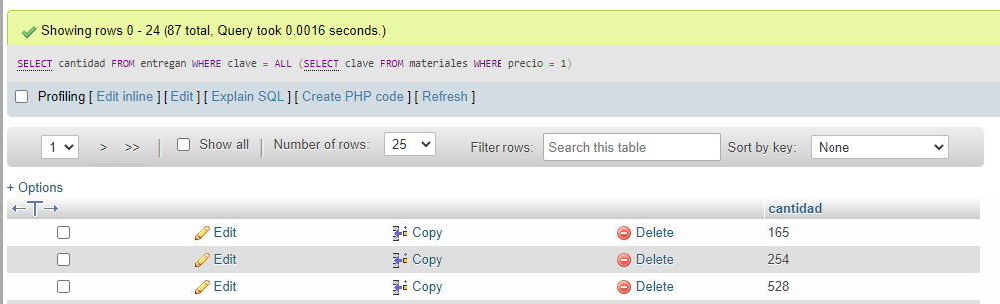 Showing rows 0 - 24 (87 total, Query took 0.0016 seconds.)
SELECT cantidad FROM entregan WHERE clave = ALL (SELECT clave FROM materiales WHERE precio = 1)
Profiling [ Edit inline ] [ Edit ] [ Explain SQL ] [ Create PHP code ] [ Refresh ]
1 > >> | Show all | Number of rows: 25 Filter rows: Search this table Sort by key: None
+ Options
←T→ cantidad
Edit Copy Delete 165
Edit Copy Delete 254
Edit Copy Delete 528